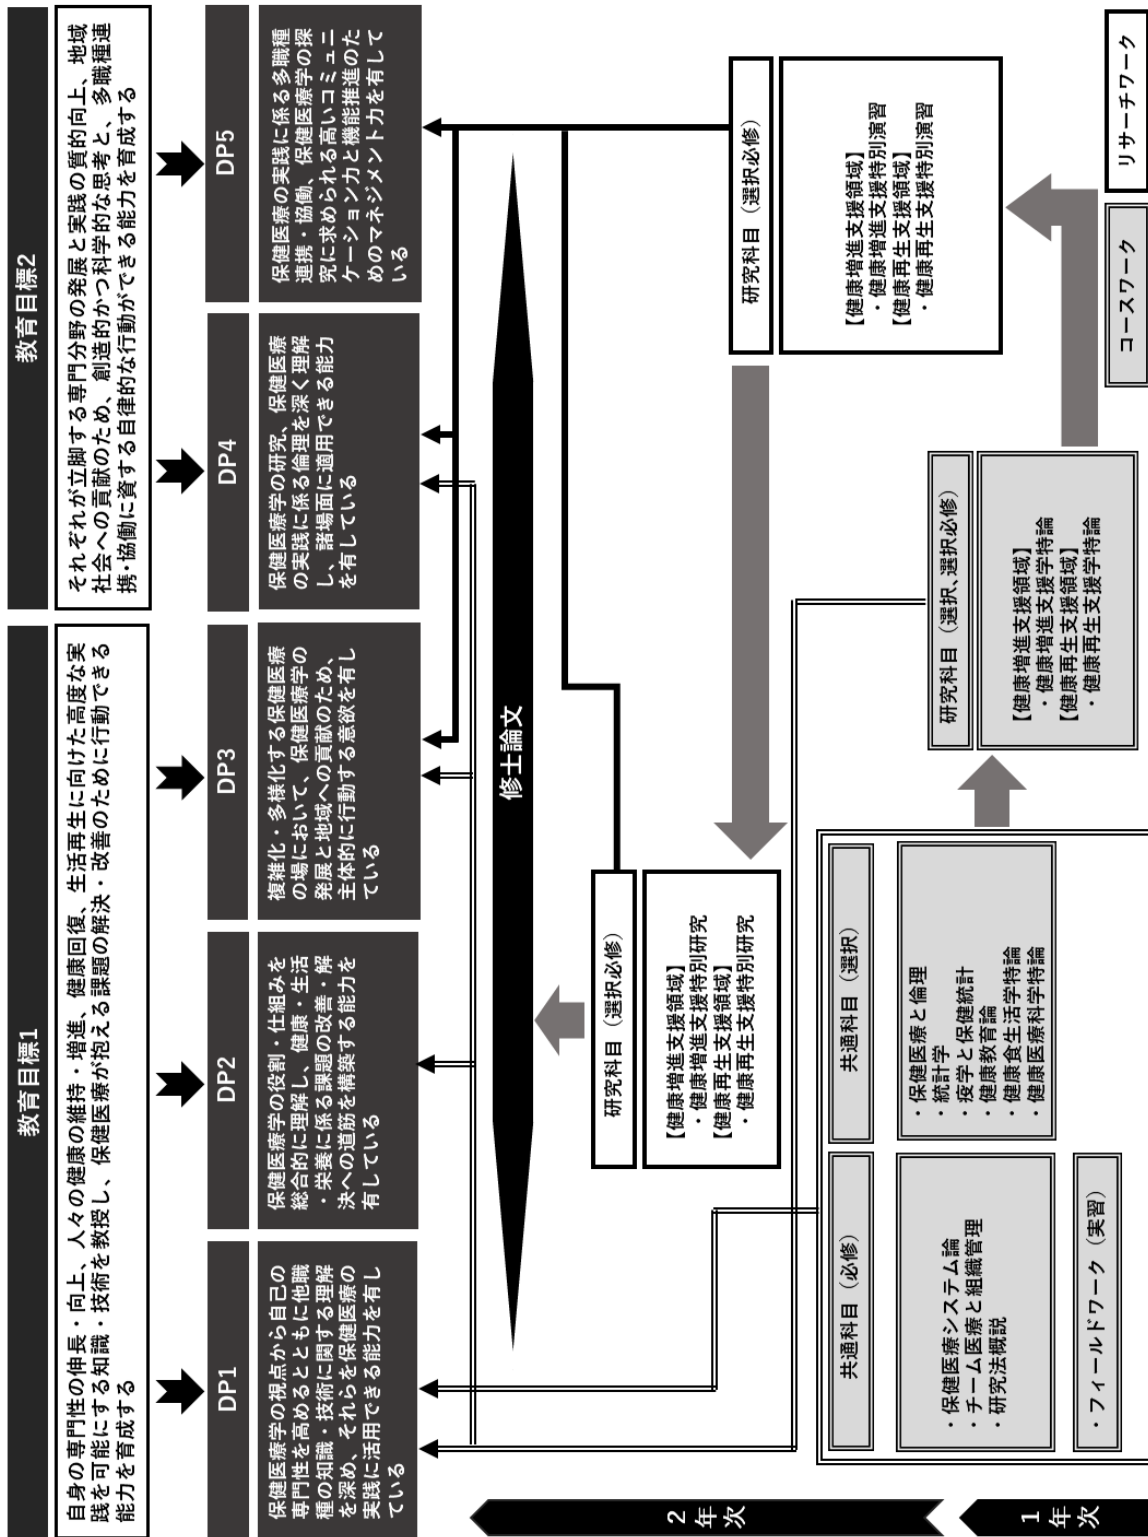 教育目標1
自身の専門性の伸長・向上、人々の健康の維持・増進、健康回復、生活再生に向けた高度な実
践を可能にする知識・技術を教授し、保健医療が抱える課題の解決・改善のために行動できる
能力を育成する
教育目標2
それぞれが立脚する専門分野の発展と実践の質的向上、地域
社会への貢献のため、創造的かつ科学的な思考と、多職種連
携・協働に資する自律的な行動ができる能力を育成する
DP1
保健医療学の視点から自己の
専門性を高めるとともに他職
種の知識・技術に関する理解
を深め、それらを保健医療の
実践に活用できる能力を有し
ている
DP2
保健医療学の役割・仕組みを
総合的に理解し、健康・生活
・栄養に係る課題の改善・解
決への道筋を構築する能力を
有している
DP3
複雑化・多様化する保健医療
の場において、保健医療学の
発展と地域への貢献のため、
主体的に行動する意欲を有し
ている
DP4
保健医療学の研究、保健医療
の実践に係る倫理を深く理解
し、諸場面に適用できる能力
を有している
DP5
保健医療の実践に係る多職種
連携・協働、保健医療学の探
究に求められる高いコミュニ
ケーション力と機能推進のた
めのマネジメント力を有して
いる
修士論文
2
年
次
研究科目（選択必修）
【健康増進支援領域】
・健康増進支援特別研究
【健康再生支援領域】
・健康再生支援特別研究
研究科目（選択必修）
【健康増進支援領域】
・健康増進支援特別演習
【健康再生支援領域】
・健康再生支援特別演習
1
年
次
共通科目（必修）
・保健医療システム論
・チーム医療と組織管理
・研究法概説
・フィールドワーク（実習）
共通科目（選択）
・保健医療と倫理
・統計学
・疫学と保健統計
・健康教育論
・健康食生活学特論
・健康医療科学特論
研究科目（選択、選択必修）
【健康増進支援領域】
・健康増進支援学特論
【健康再生支援領域】
・健康再生支援学特論
コースワーク
リサーチワーク